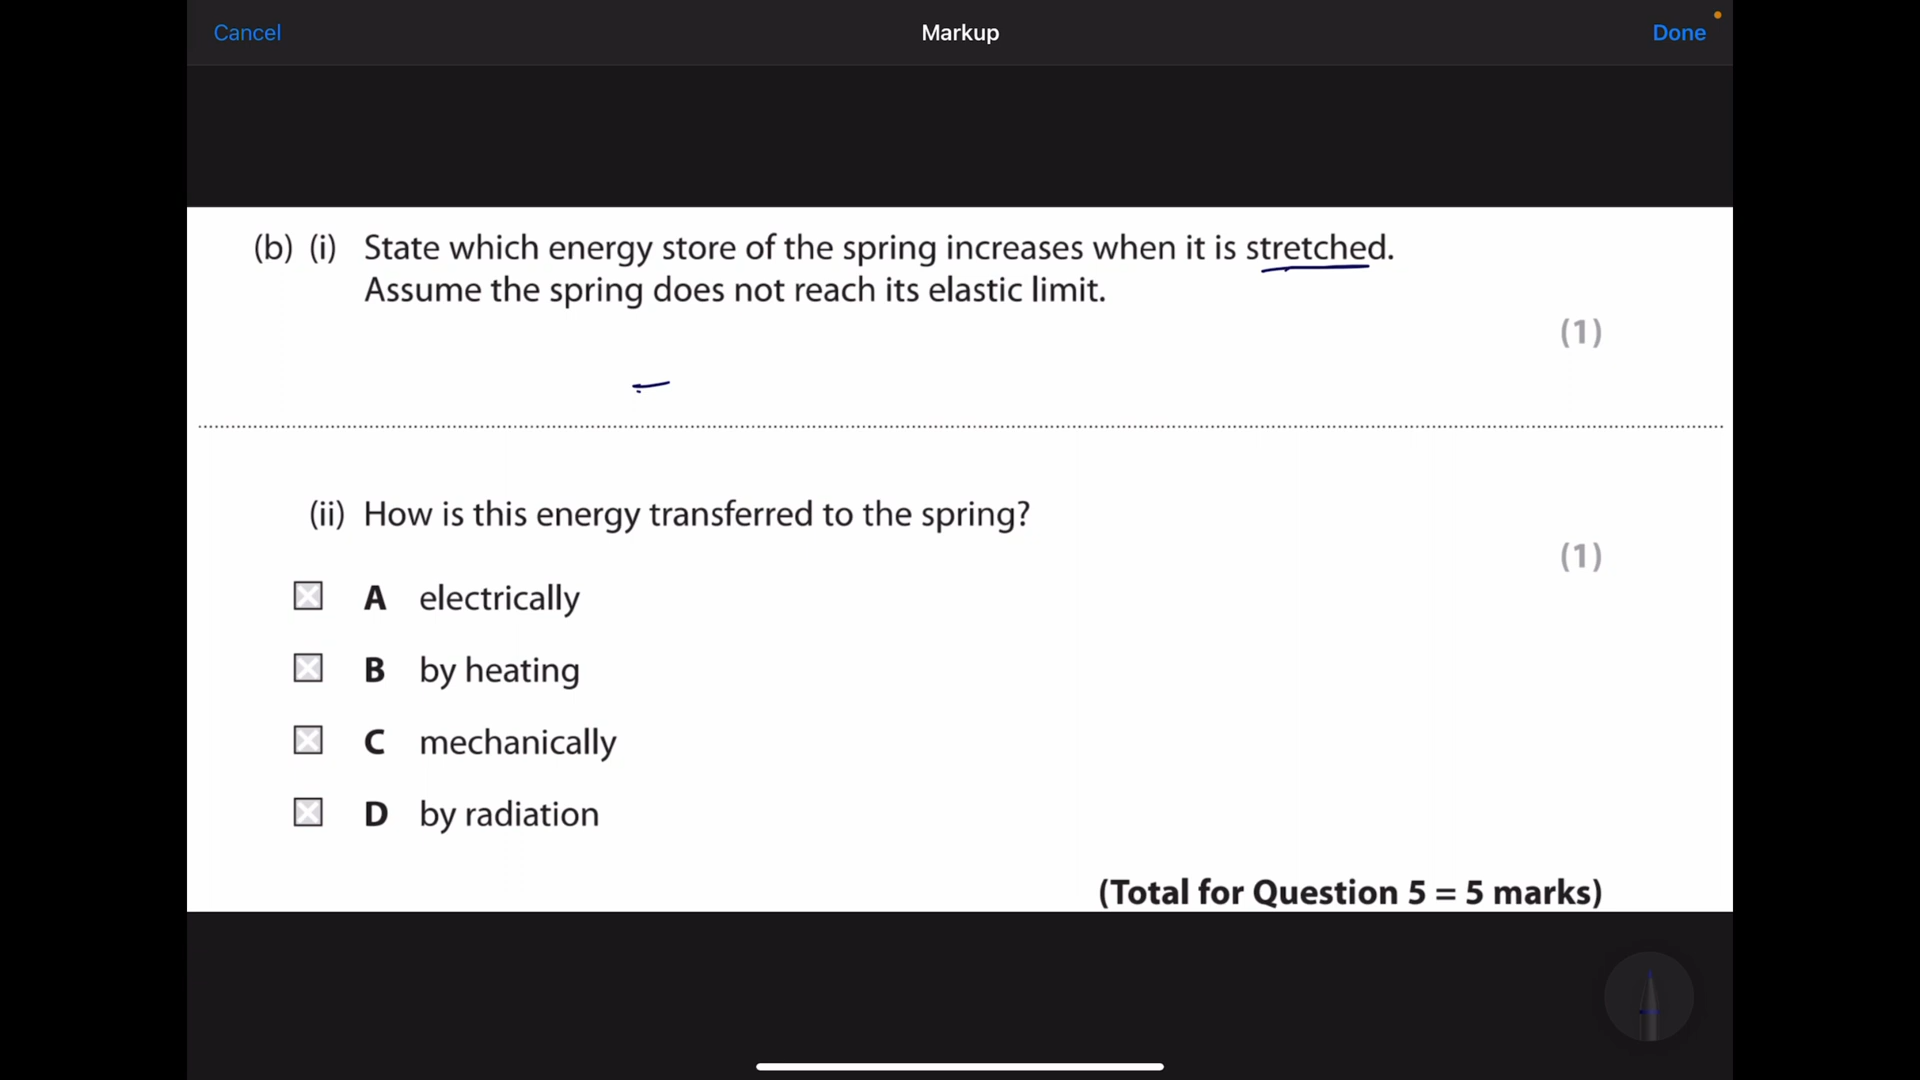 Cancel
Markup
Done
(b) (i) State which energy store of the spring increases when it is stretched.
Assume the spring does not reach its elastic limit.
(1)
(ii) How is this energy transferred to the spring?
(1)
A electrically
B by heating
C mechanically
D by radiation
(Total for Question 5 = 5 marks)